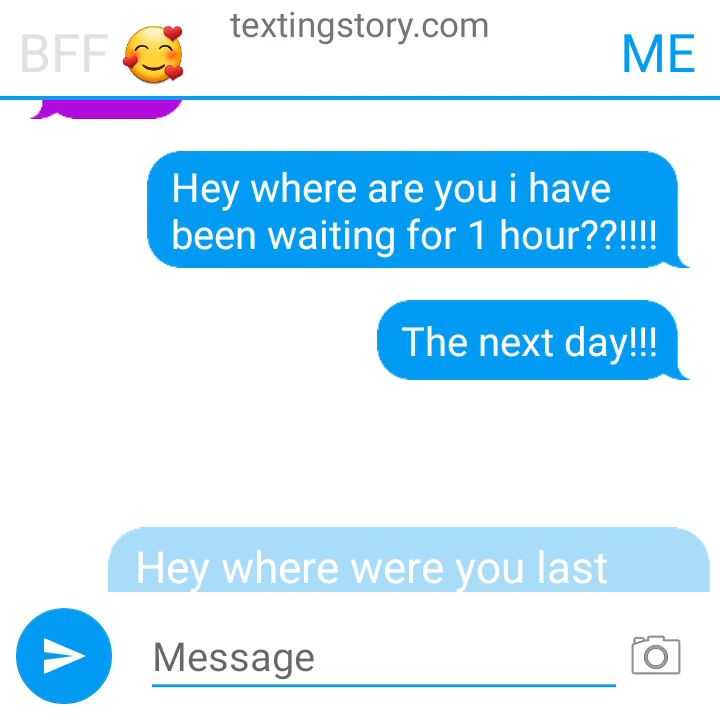 textingstory.com
BFF 🥰
ME
Hey where are you i have
been waiting for 1 hour??!!!!
The next day!!!
Hey where were you last
Message